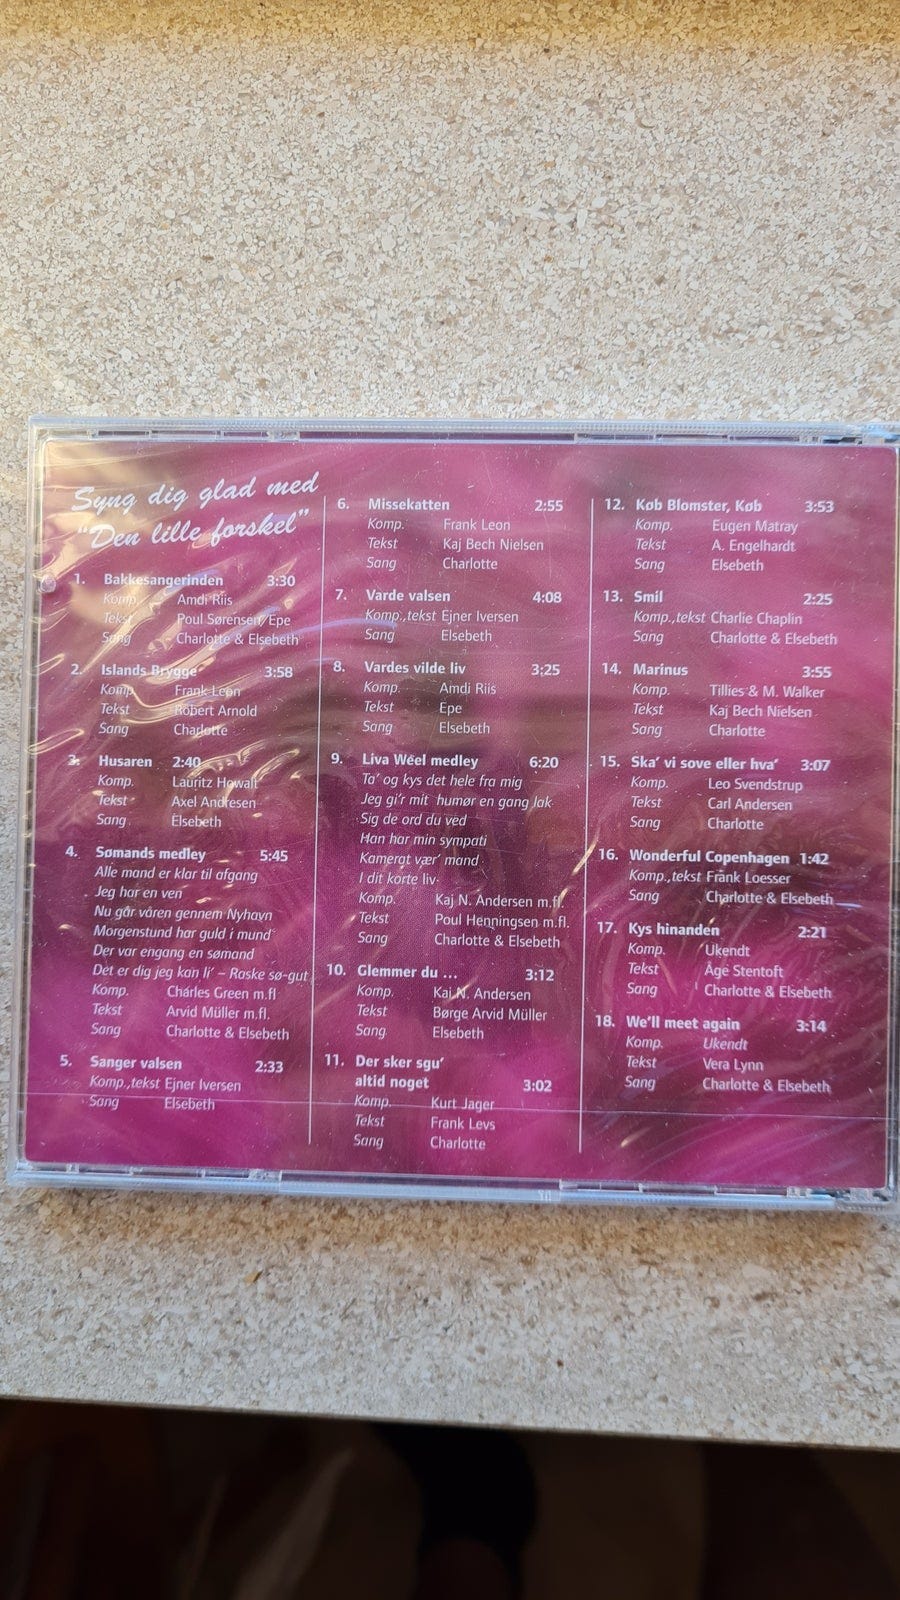 Syng dig glad med
"Den lille forskel"
1. Bakkesangerinden 3:30
Komp. Amdi Riis
Tekst Poul Sørensen/Epe
Sang Charlotte & Elsebeth
2. Islands Brygge 3:58
Komp. Frank Leon
Tekst Robert Arnold
Sang Charlotte
3. Husaren 2:40
Komp. Lauritz Howalt
Tekst Axel Andresen
Sang Elsebeth
4. Sømands medley 5:45
Alle mand er klar til afgang
Jeg har en ven
Nu går våren gennem Nyhavn
Morgenstund har guld i mund
Der var engang en sømand
Det er dig jeg kan li' – Raske sø-gut
Komp. Charles Green m.fl
Tekst Arvid Müller m.fl.
Sang Charlotte & Elsebeth
5. Sanger valsen 2:33
Komp.,tekst Ejner Iversen
Sang Elsebeth
6. Missekatten 2:55
Komp. Frank Leon
Tekst Kaj Bech Nielsen
Sang Charlotte
7. Varde valsen 4:08
Komp.,tekst Ejner Iversen
Sang Elsebeth
8. Vardes vilde liv 3:25
Komp. Amdi Riis
Tekst Epe
Sang Elsebeth
9. Liva Weel medley 6:20
Ta' og kys det hele fra mig
Jeg gi'r mit humør en gang lak
Sig de ord du ved
Han har min sympati
Kamerat vær' mand
I dit korte liv
Komp. Kaj N. Andersen m.fl.
Tekst Poul Henningsen m.fl.
Sang Charlotte & Elsebeth
10. Glemmer du ... 3:12
Komp. Kai N. Andersen
Tekst Børge Arvid Müller
Sang Elsebeth
11. Der sker sgu'
altid noget 3:02
Komp. Kurt Jager
Tekst Frank Levs
Sang Charlotte
12. Køb Blomster, Køb 3:53
Komp. Eugen Matray
Tekst A. Engelhardt
Sang Elsebeth
13. Smil 2:25
Komp.,tekst Charlie Chaplin
Sang Charlotte & Elsebeth
14. Marinus 3:55
Komp. Tillies & M. Walker
Tekst Kaj Bech Nielsen
Sang Charlotte
15. Ska' vi sove eller hva' 3:07
Komp. Leo Svendstrup
Tekst Carl Andersen
Sang Charlotte
16. Wonderful Copenhagen 1:42
Komp.,tekst Frank Loesser
Sang Charlotte & Elsebeth
17. Kys hinanden 2:21
Komp. Ukendt
Tekst Åge Stentoft
Sang Charlotte & Elsebeth
18. We'll meet again 3:14
Komp. Ukendt
Tekst Vera Lynn
Sang Charlotte & Elsebeth